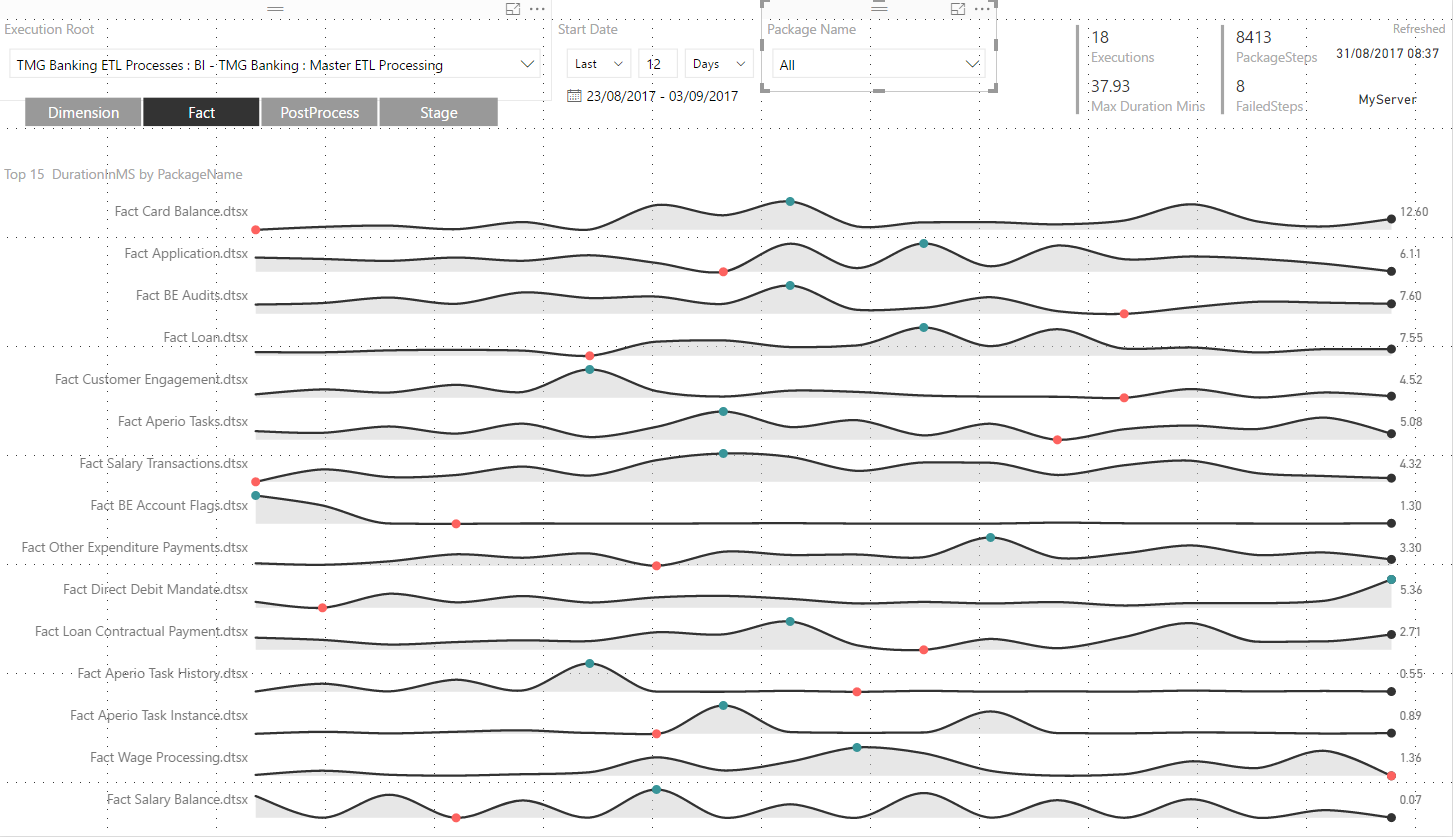 Execution Root
TMG Banking ETL Processes : BI - TMG Banking : Master ETL Processing
Dimension
Fact
PostProcess
Stage
Start Date
Last
12
Days
23/08/2017 - 03/09/2017
Package Name
All
18
Executions
37.93
Max Duration Mins
8413
PackageSteps
8
FailedSteps
Refreshed
31/08/2017 08:37
MyServer
Top 15 DurationInMS by PackageName
Fact Card Balance.dtsx 12.60
Fact Application.dtsx 6.11
Fact BE Audits.dtsx 7.60
Fact Loan.dtsx 7.55
Fact Customer Engagement.dtsx 4.52
Fact Aperio Tasks.dtsx 5.08
Fact Salary Transactions.dtsx 4.32
Fact BE Account Flags.dtsx 1.30
Fact Other Expenditure Payments.dtsx 3.30
Fact Direct Debit Mandate.dtsx 5.36
Fact Loan Contractual Payment.dtsx 2.71
Fact Aperio Task History.dtsx 0.55
Fact Aperio Task Instance.dtsx 0.89
Fact Wage Processing.dtsx 1.36
Fact Salary Balance.dtsx 0.07